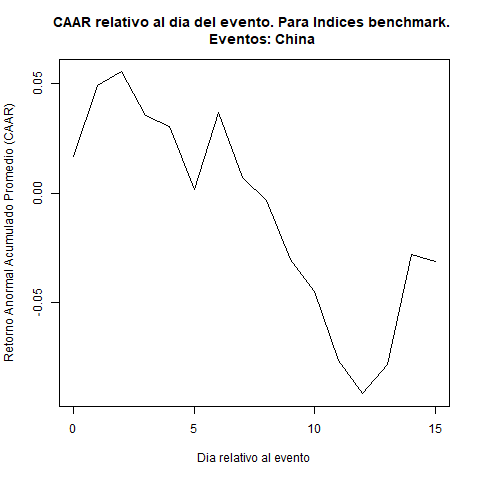 CAAR relativo al dia del evento. Para Indices benchmark.
Eventos: China
Retorno Anormal Acumulado Promedio (CAAR)
0.05
0.00
-0.05
0
5
10
15
Dia relativo al evento